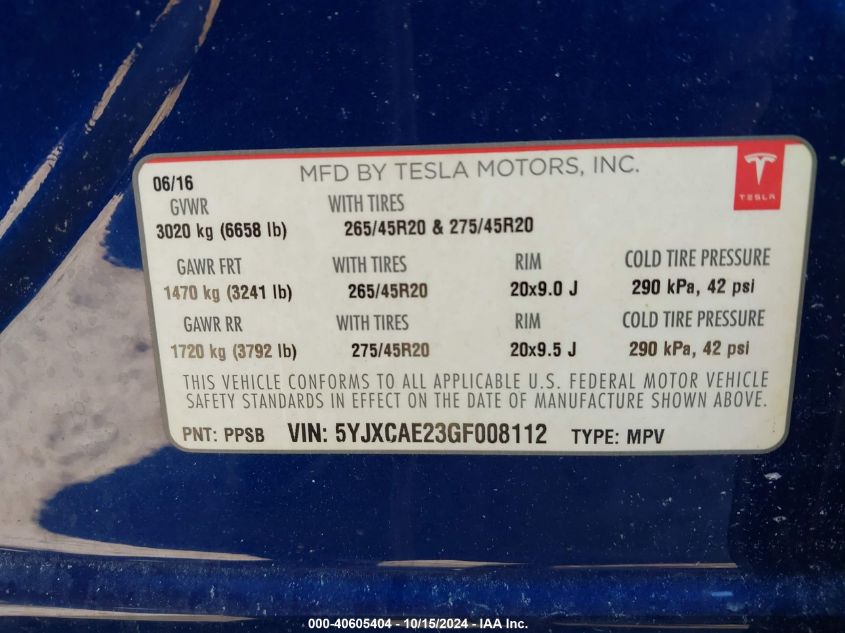 MFD BY TESLA MOTORS, INC.
TESLA
06/16
GVWR WITH TIRES
3020 kg (6658 lb) 265/45R20 & 275/45R20
GAWR FRT WITH TIRES RIM COLD TIRE PRESSURE
1470 kg (3241 lb) 265/45R20 20x9.0 J 290 kPa, 42 psi
GAWR RR WITH TIRES RIM COLD TIRE PRESSURE
1720 kg (3792 lb) 275/45R20 20x9.5 J 290 kPa, 42 psi
THIS VEHICLE CONFORMS TO ALL APPLICABLE U.S. FEDERAL MOTOR VEHICLE
SAFETY STANDARDS IN EFFECT ON THE DATE OF MANUFACTURE SHOWN ABOVE.
PNT: PPSB VIN: 5YJXCAE23GF008112 TYPE: MPV
000-40605404 - 10/15/2024 - IAA Inc.